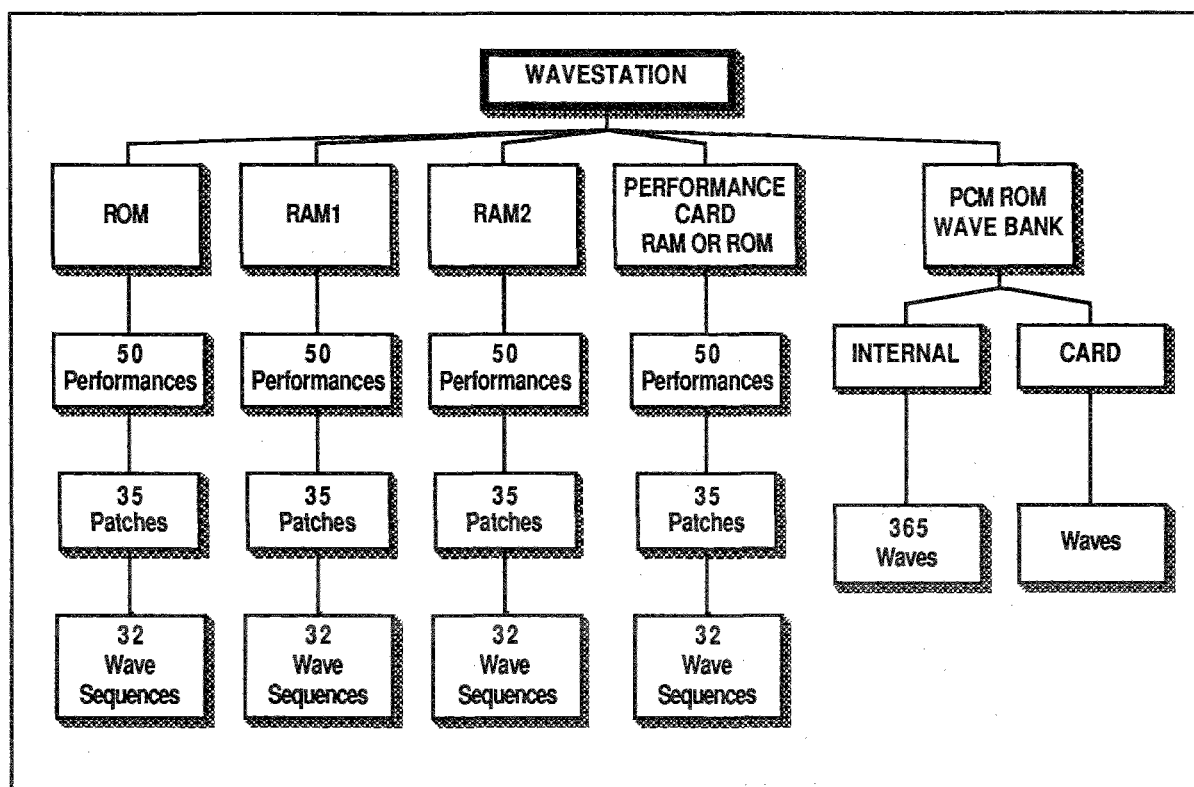 WAVESTATION
ROM
RAM1
RAM2
PERFORMANCE
CARD
RAM OR ROM
PCM ROM
WAVE BANK
50
Performances
50
Performances
50
Performances
50
Performances
INTERNAL
CARD
35
Patches
35
Patches
35
Patches
35
Patches
365
Waves
Waves
32
Wave
Sequences
32
Wave
Sequences
32
Wave
Sequences
32
Wave
Sequences